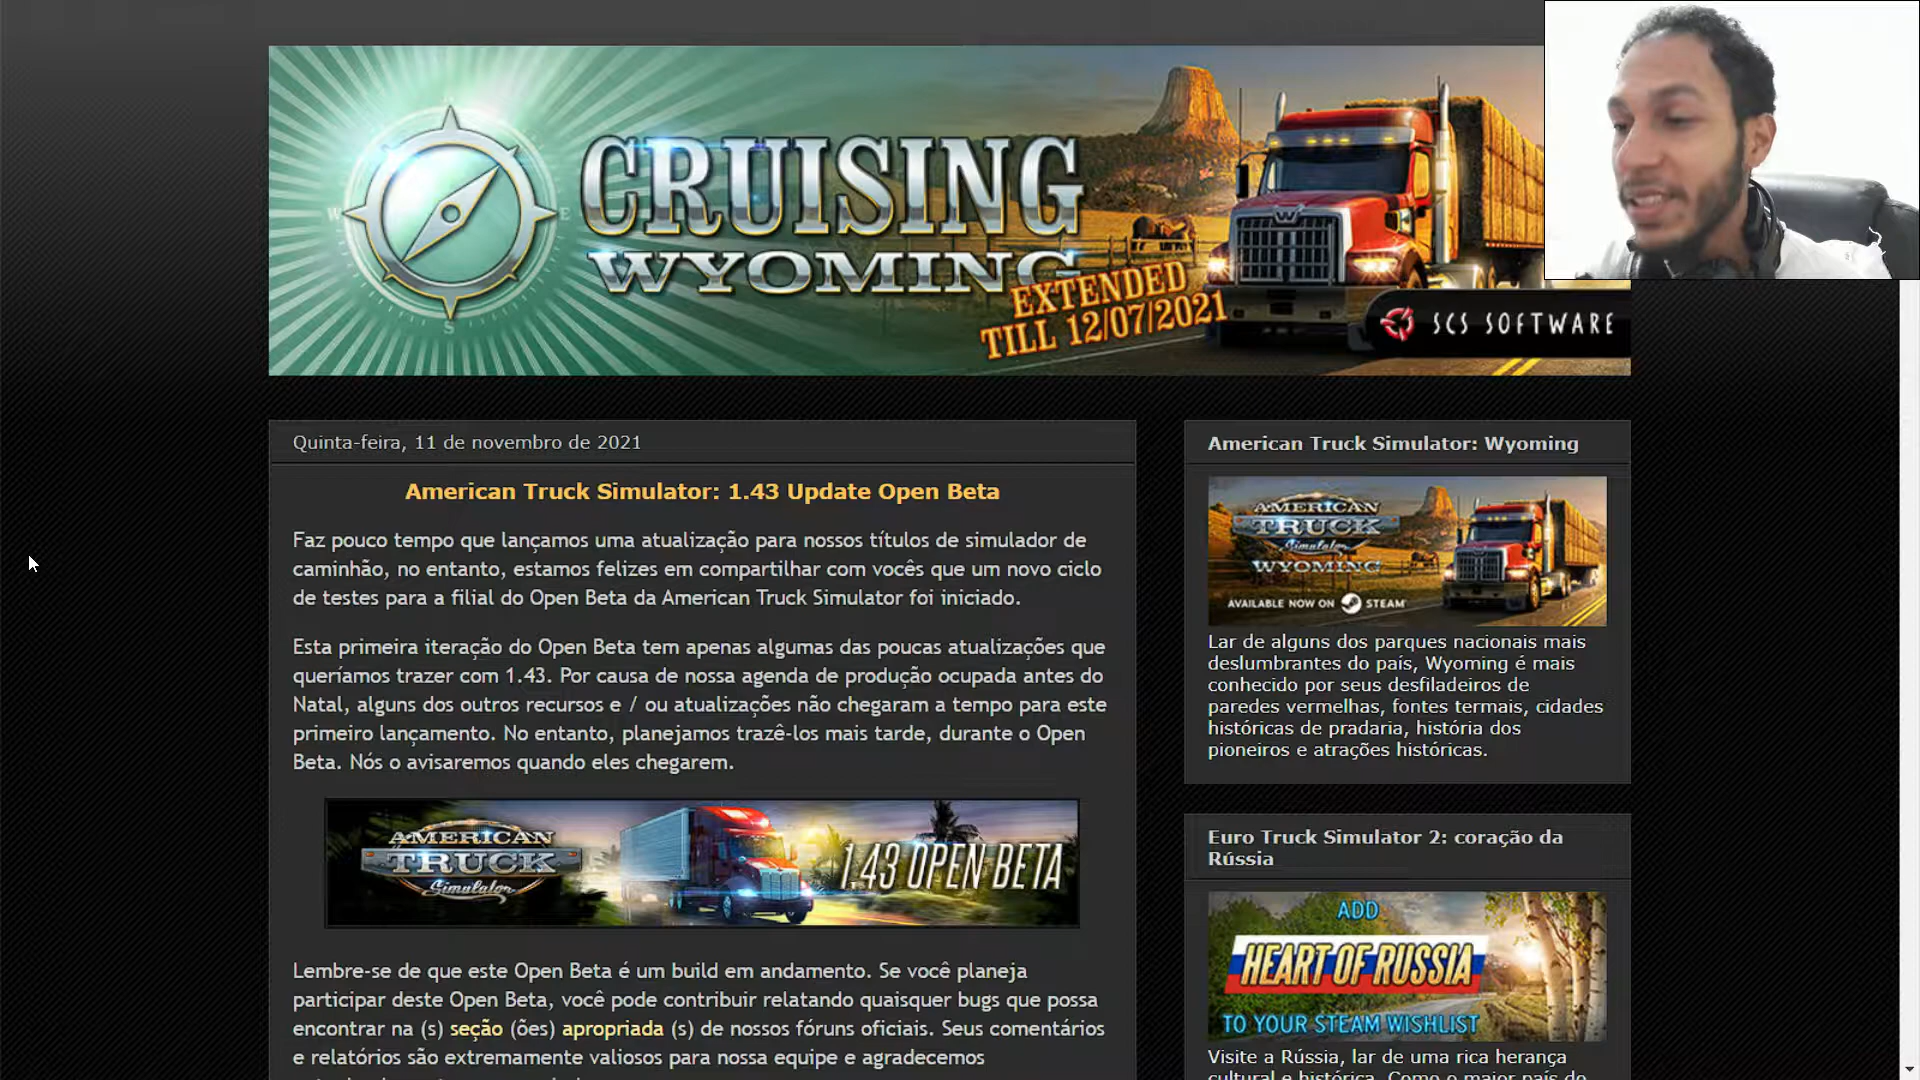 CRUISING
WYOMING
EXTENDED
TILL 12/07/2021
SCS SOFTWARE
W
E
S
Quinta-feira, 11 de novembro de 2021
American Truck Simulator: 1.43 Update Open Beta
Faz pouco tempo que lançamos uma atualização para nossos títulos de simulador de
caminhão, no entanto, estamos felizes em compartilhar com vocês que um novo ciclo
de testes para a filial do Open Beta da American Truck Simulator foi iniciado.
Esta primeira iteração do Open Beta tem apenas algumas das poucas atualizações que
queríamos trazer com 1.43. Por causa de nossa agenda de produção ocupada antes do
Natal, alguns dos outros recursos e / ou atualizações não chegaram a tempo para este
primeiro lançamento. No entanto, planejamos trazê-los mais tarde, durante o Open
Beta. Nós o avisaremos quando eles chegarem.
AMERICAN
TRUCK
Simulator
1.43 OPEN BETA
Lembre-se de que este Open Beta é um build em andamento. Se você planeja
participar deste Open Beta, você pode contribuir relatando quaisquer bugs que possa
encontrar na (s) seção (ões) apropriada (s) de nossos fóruns oficiais. Seus comentários
e relatórios são extremamente valiosos para nossa equipe e agradecemos
American Truck Simulator: Wyoming
AMERICAN
TRUCK
Simulator
WYOMING
AVAILABLE NOW ON STEAM
Lar de alguns dos parques nacionais mais
deslumbrantes do país, Wyoming é mais
conhecido por seus desfiladeiros de
paredes vermelhas, fontes termais, cidades
históricas de pradaria, história dos
pioneiros e atrações históricas.
Euro Truck Simulator 2: coração da
Rússia
ADD
HEART OF RUSSIA
TO YOUR STEAM WISHLIST
Visite a Rússia, lar de uma rica herança
cultural e histórica. Como o maior país do